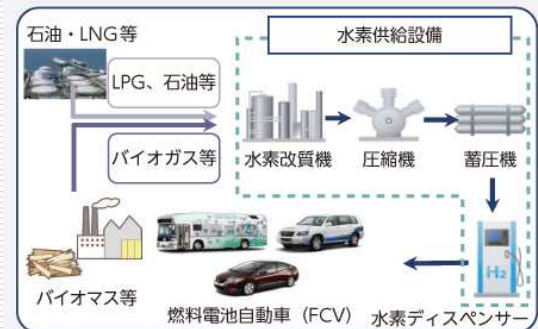 石油・LNG等
水素供給設備
LPG、石油等
バイオガス等
水素改質機
圧縮機
蓄圧機
バイオマス等
燃料電池自動車（FCV）
H2
水素ディスペンサー